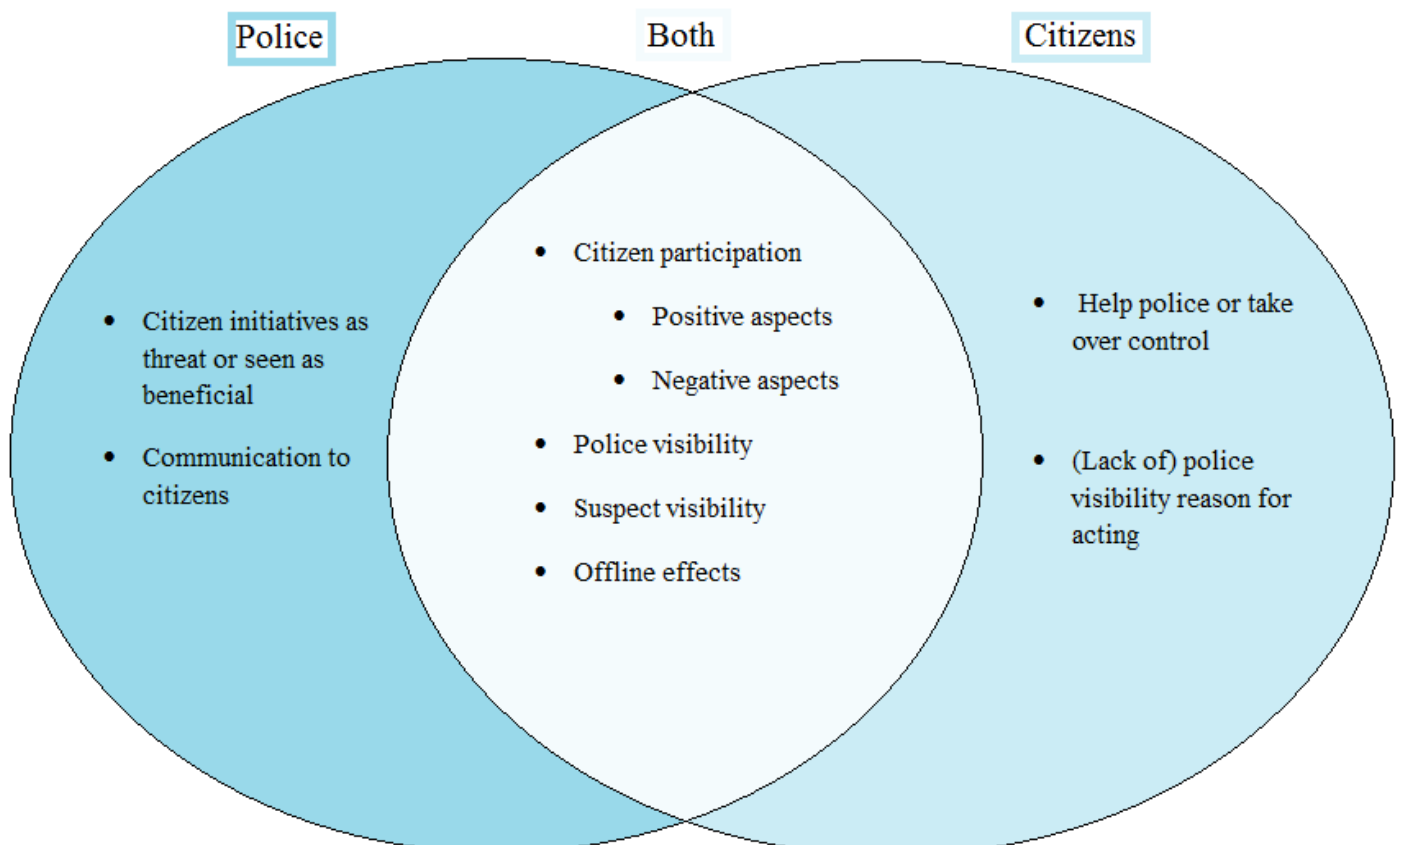 Police
Both
Citizens
• Citizen initiatives as
threat or seen as
beneficial
• Communication to
citizens
• Citizen participation
• Positive aspects
• Negative aspects
• Police visibility
• Suspect visibility
• Offline effects
• Help police or take
over control
• (Lack of) police
visibility reason for
acting